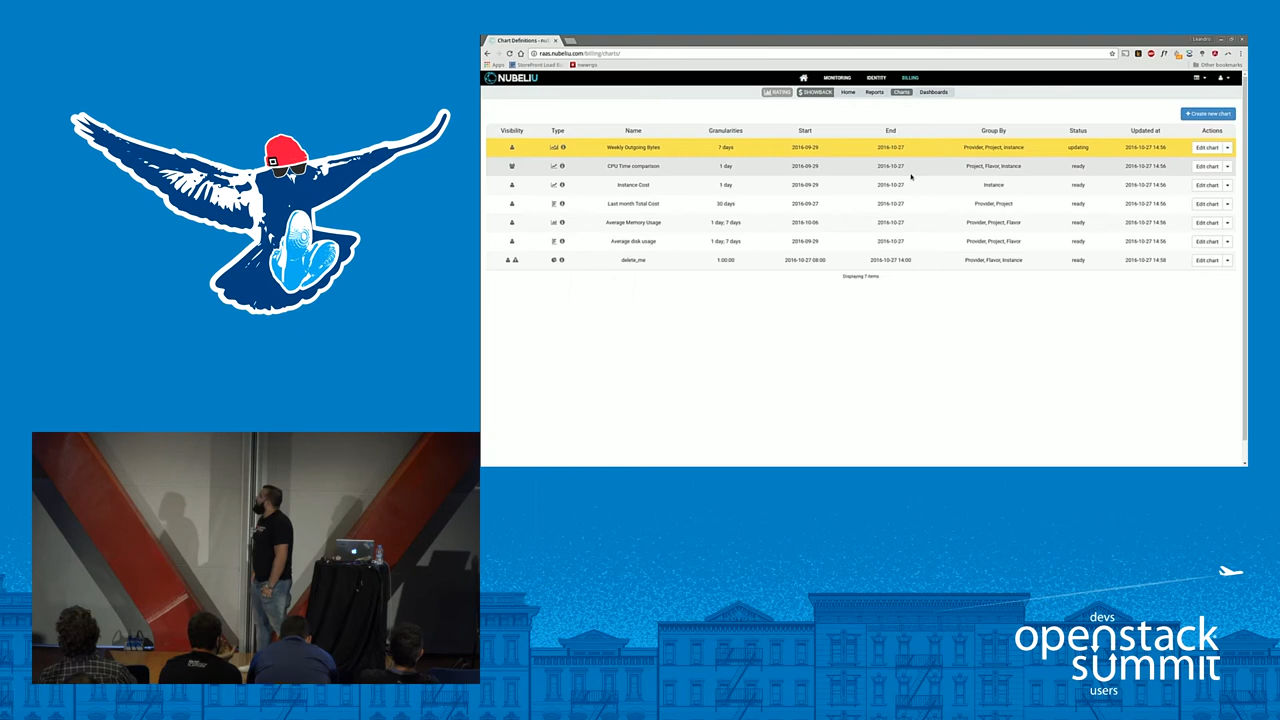 Chart Definitions - nub
Leandro
raas.nubeliu.com/billing/charts/
Apps
Other bookmarks
NUBELIU
MONITORING IDENTITY BILLING
RATING SHOWBACK Home Reports Charts Dashboards
+ Create new chart
Visibility Type Name Granularities Start End Group By Status Updated at Actions
Weekly Outgoing Bytes 7 days 2016-09-29 2016-10-27 Provider, Project, Instance updating 2016-10-27 14:56 Edit chart
CPU Time comparison 1 day 2016-09-29 2016-10-27 Project, Flavor, Instance ready 2016-10-27 14:56 Edit chart
Instance Cost 1 day 2016-09-29 2016-10-27 Instance ready 2016-10-27 14:56 Edit chart
Last month Total Cost 30 days 2016-09-27 2016-10-27 Provider, Project ready 2016-10-27 14:56 Edit chart
Average Memory Usage 1 day; 7 days 2016-10-06 2016-10-27 Provider, Project, Flavor ready 2016-10-27 14:56 Edit chart
Average disk usage 1 day; 7 days 2016-09-29 2016-10-27 Provider, Project, Flavor ready 2016-10-27 14:56 Edit chart
delete_me 1:00:00 2016-10-27 08:00 2016-10-27 14:00 Provider, Flavor, Instance ready 2016-10-27 14:58 Edit chart
Displaying 7 items
devs
openstack
summit
users